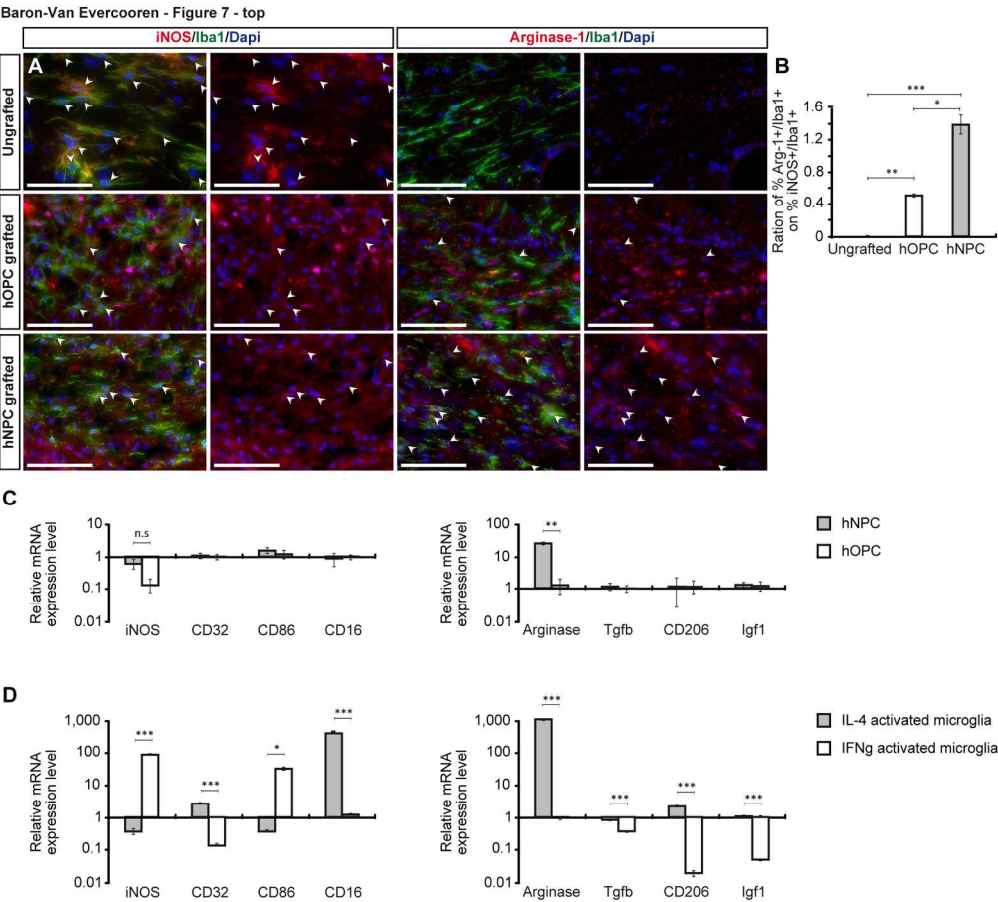 Baron-Van Evercooren - Figure 7 - top
iNOS/Iba1/Dapi
Arginase-1/Iba1/Dapi
A
Ungrafted
hOPC grafted
hNPC grafted
B
Ration of % Arg-1+/Iba1+
on % iNOS+/Iba1+
1.6
1.2
0.8
0.4
0
***
*
**
Ungrafted hOPC hNPC
C
Relative mRNA
expression level
10
1
0.1
0.01
n.s
iNOS CD32 CD86 CD16
Relative mRNA
expression level
100
10
1
0.1
**
Arginase Tgfb CD206 Igf1
hNPC
hOPC
D
Relative mRNA
expression level
1,000
100
10
1
0.1
0.01
***
***
*
***
iNOS CD32 CD86 CD16
Relative mRNA
expression level
1,000
100
10
1
0.1
0.01
***
***
***
***
Arginase Tgfb CD206 Igf1
IL-4 activated microglia
IFNg activated microglia